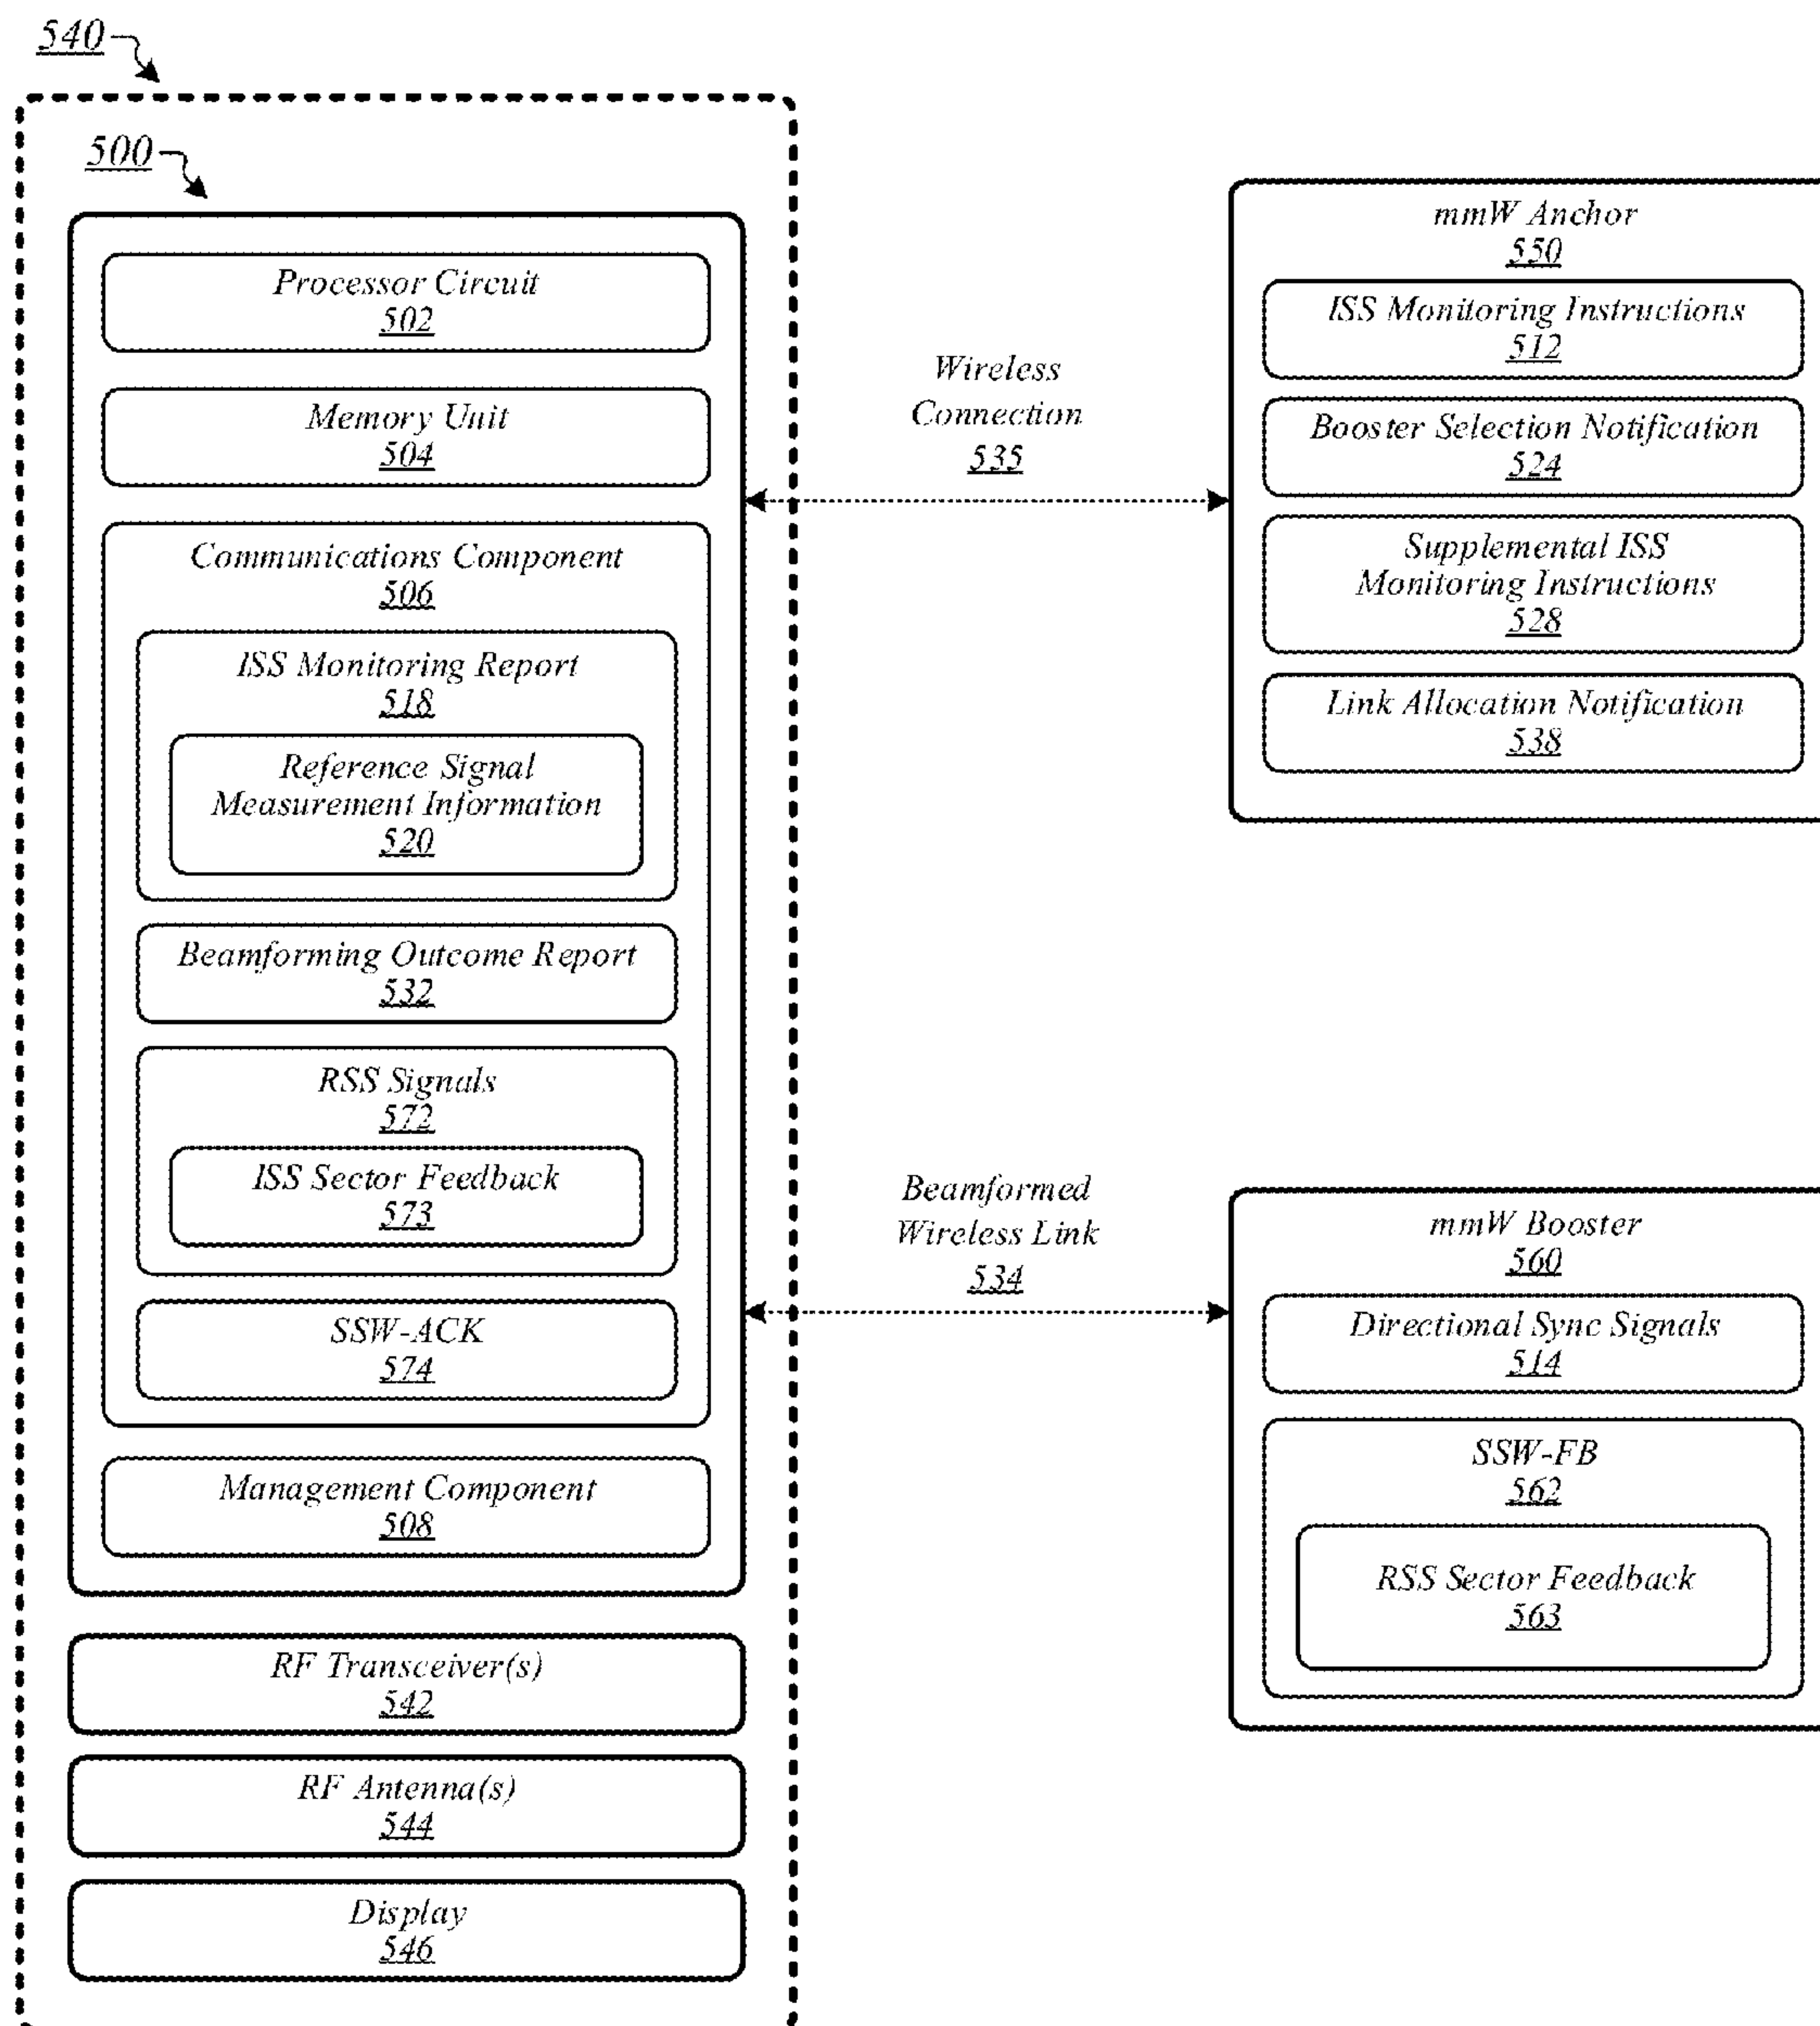 540
500
Processor Circuit
502
Memory Unit
504
Communications Component
506
ISS Monitoring Report
518
Reference Signal
Measurement Information
520
Beamforming Outcome Report
532
RSS Signals
572
ISS Sector Feedback
573
SSW-ACK
574
Management Component
508
RF Transceiver(s)
542
RF Antenna(s)
544
Display
546
Wireless
Connection
535
Beamformed
Wireless Link
534
mmW Anchor
550
ISS Monitoring Instructions
512
Booster Selection Notification
524
Supplemental ISS
Monitoring Instructions
528
Link Allocation Notification
538
mmW Booster
560
Directional Sync Signals
514
SSW-FB
562
RSS Sector Feedback
563